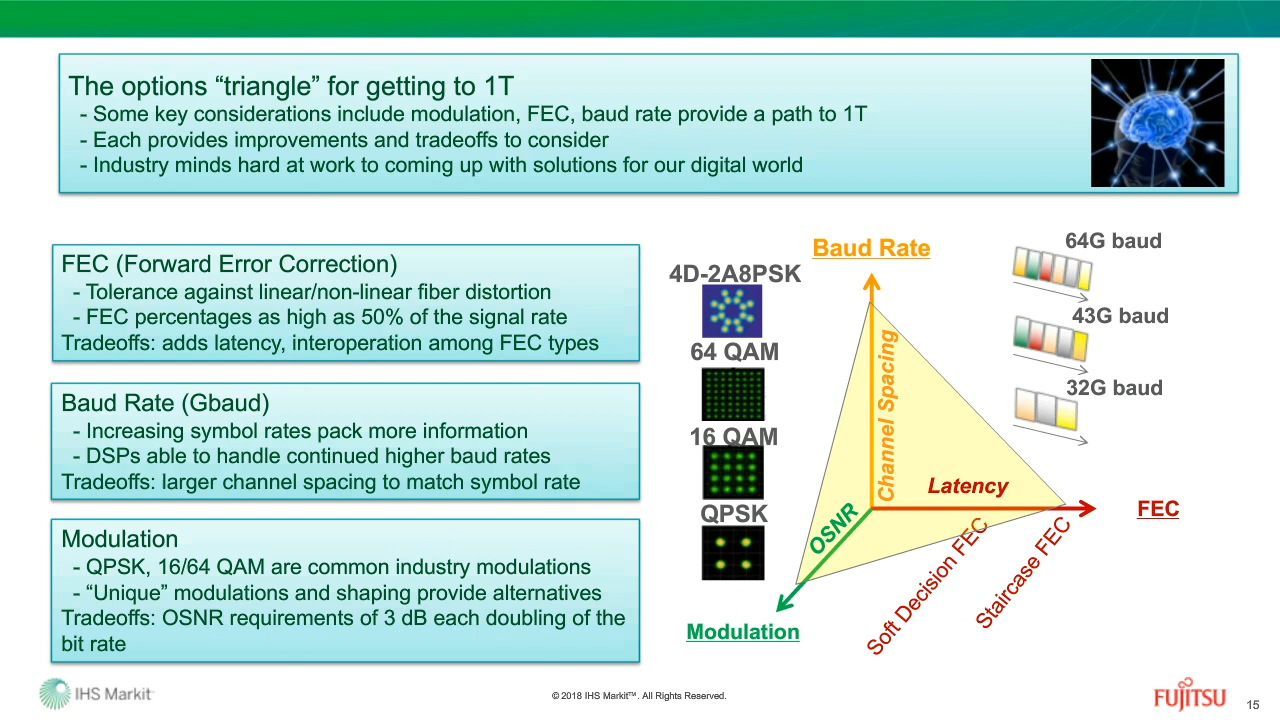 The options “triangle” for getting to 1T
- Some key considerations include modulation, FEC, baud rate provide a path to 1T
- Each provides improvements and tradeoffs to consider
- Industry minds hard at work to coming up with solutions for our digital world
FEC (Forward Error Correction)
- Tolerance against linear/non-linear fiber distortion
- FEC percentages as high as 50% of the signal rate
Tradeoffs: adds latency, interoperation among FEC types
Baud Rate (Gbaud)
- Increasing symbol rates pack more information
- DSPs able to handle continued higher baud rates
Tradeoffs: larger channel spacing to match symbol rate
Modulation
- QPSK, 16/64 QAM are common industry modulations
- “Unique” modulations and shaping provide alternatives
Tradeoffs: OSNR requirements of 3 dB each doubling of the
bit rate
4D-2A8PSK
64 QAM
16 QAM
QPSK
Baud Rate
Channel Spacing
Latency
OSNR
FEC
Soft Decision FEC
Staircase FEC
Modulation
64G baud
43G baud
32G baud
IHS Markit
© 2018 IHS Markit™. All Rights Reserved.
FUJITSU
15